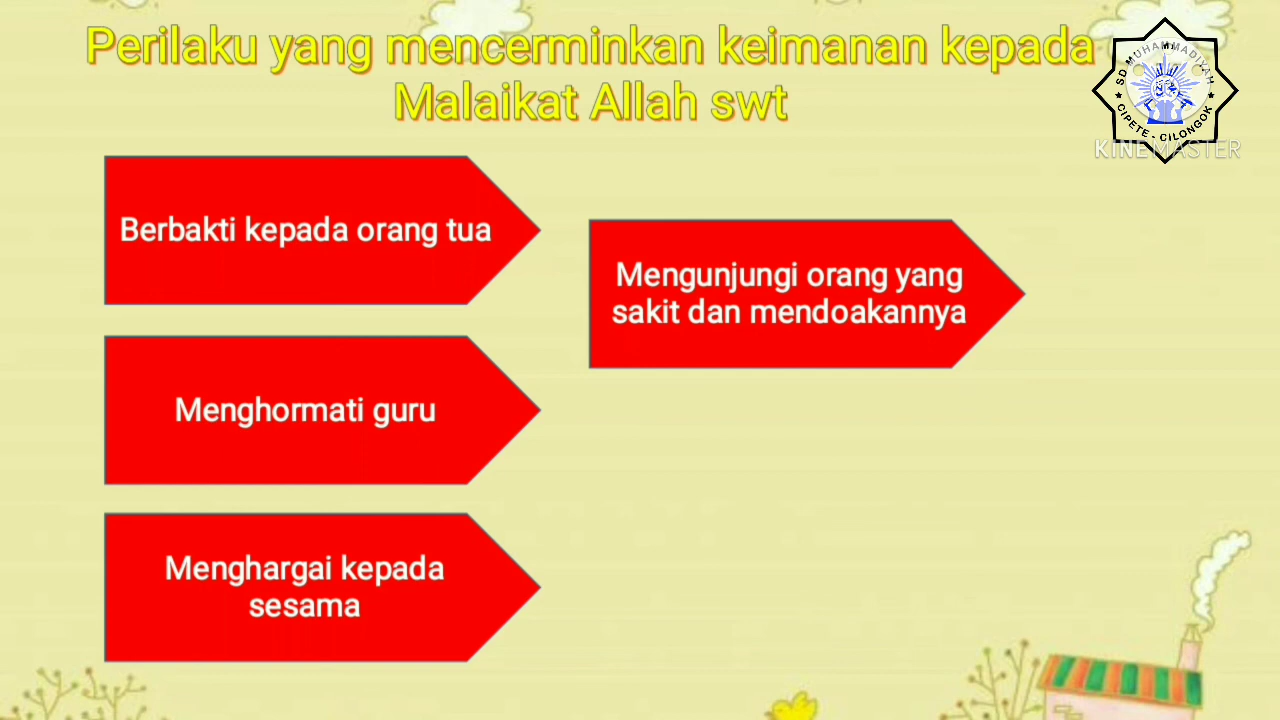 Perilaku yang mencerminkan keimanan kepada
Malaikat Allah swt
SD MUHAMMADIYAH
CIPETE - CILONGOK
KINEMASTER
Berbakti kepada orang tua
Mengunjungi orang yang
sakit dan mendoakannya
Menghormati guru
Menghargai kepada
sesama